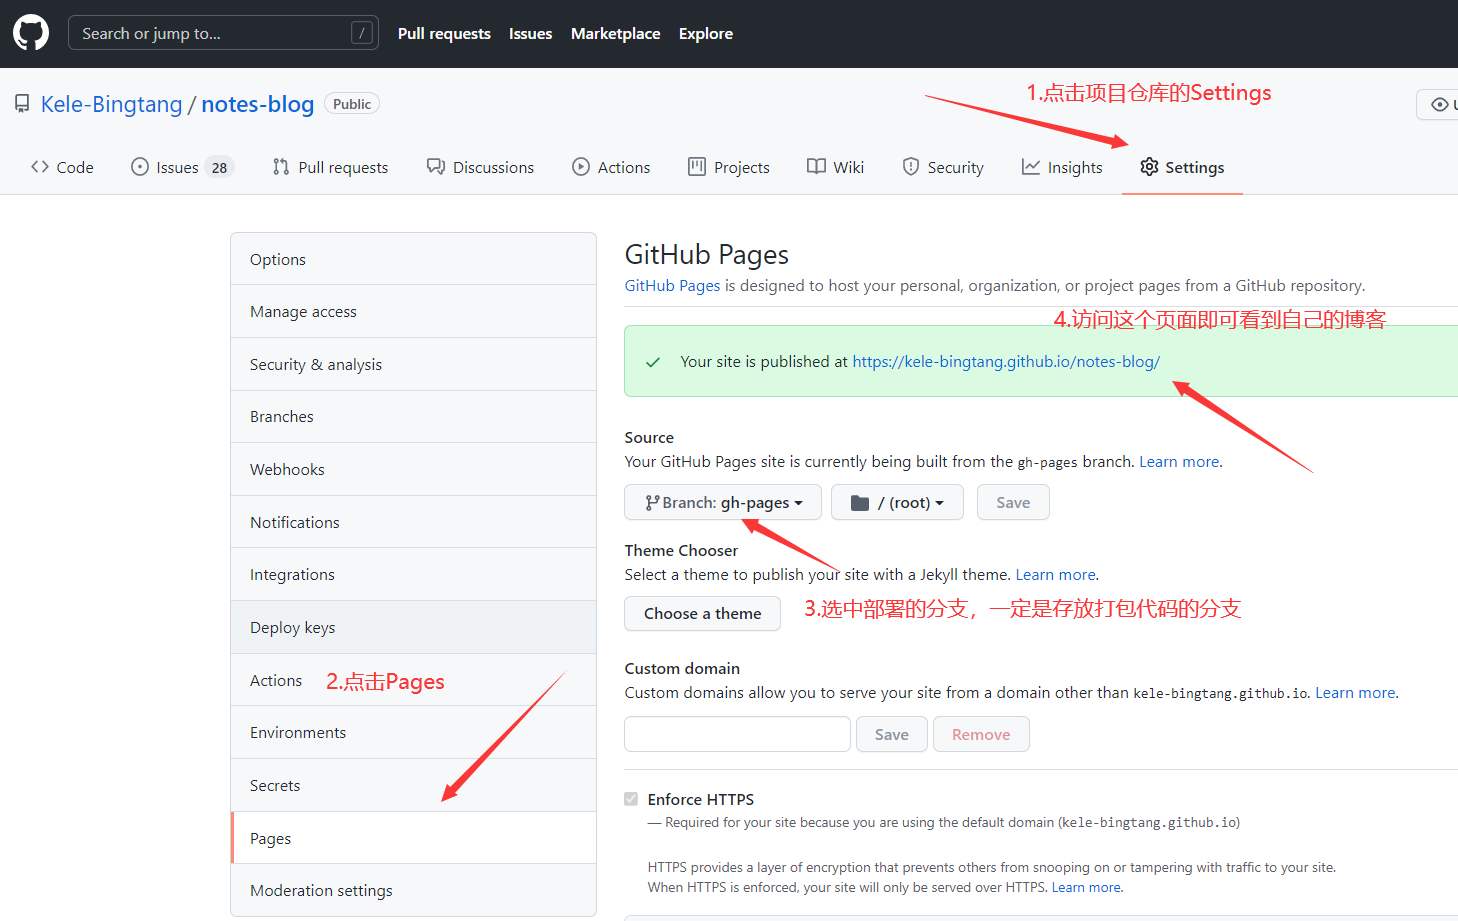 Search or jump to... /
Pull requests Issues Marketplace Explore
Kele-Bingtang / notes-blog Public
1.点击项目仓库的Settings
Code Issues 28 Pull requests Discussions Actions Projects Wiki Security Insights Settings
Options
Manage access
Security & analysis
Branches
Webhooks
Notifications
Integrations
Deploy keys
Actions
2.点击Pages
Environments
Secrets
Pages
Moderation settings
GitHub Pages
GitHub Pages is designed to host your personal, organization, or project pages from a GitHub repository.
4.访问这个页面即可看到自己的博客
Your site is published at https://kele-bingtang.github.io/notes-blog/
Source
Your GitHub Pages site is currently being built from the gh-pages branch. Learn more.
Branch: gh-pages / (root) Save
Theme Chooser
Select a theme to publish your site with a Jekyll theme. Learn more.
Choose a theme
3.选中部署的分支，一定是存放打包代码的分支
Custom domain
Custom domains allow you to serve your site from a domain other than kele-bingtang.github.io. Learn more.
Save Remove
Enforce HTTPS
— Required for your site because you are using the default domain (kele-bingtang.github.io)
HTTPS provides a layer of encryption that prevents others from snooping on or tampering with traffic to your site.
When HTTPS is enforced, your site will only be served over HTTPS. Learn more.